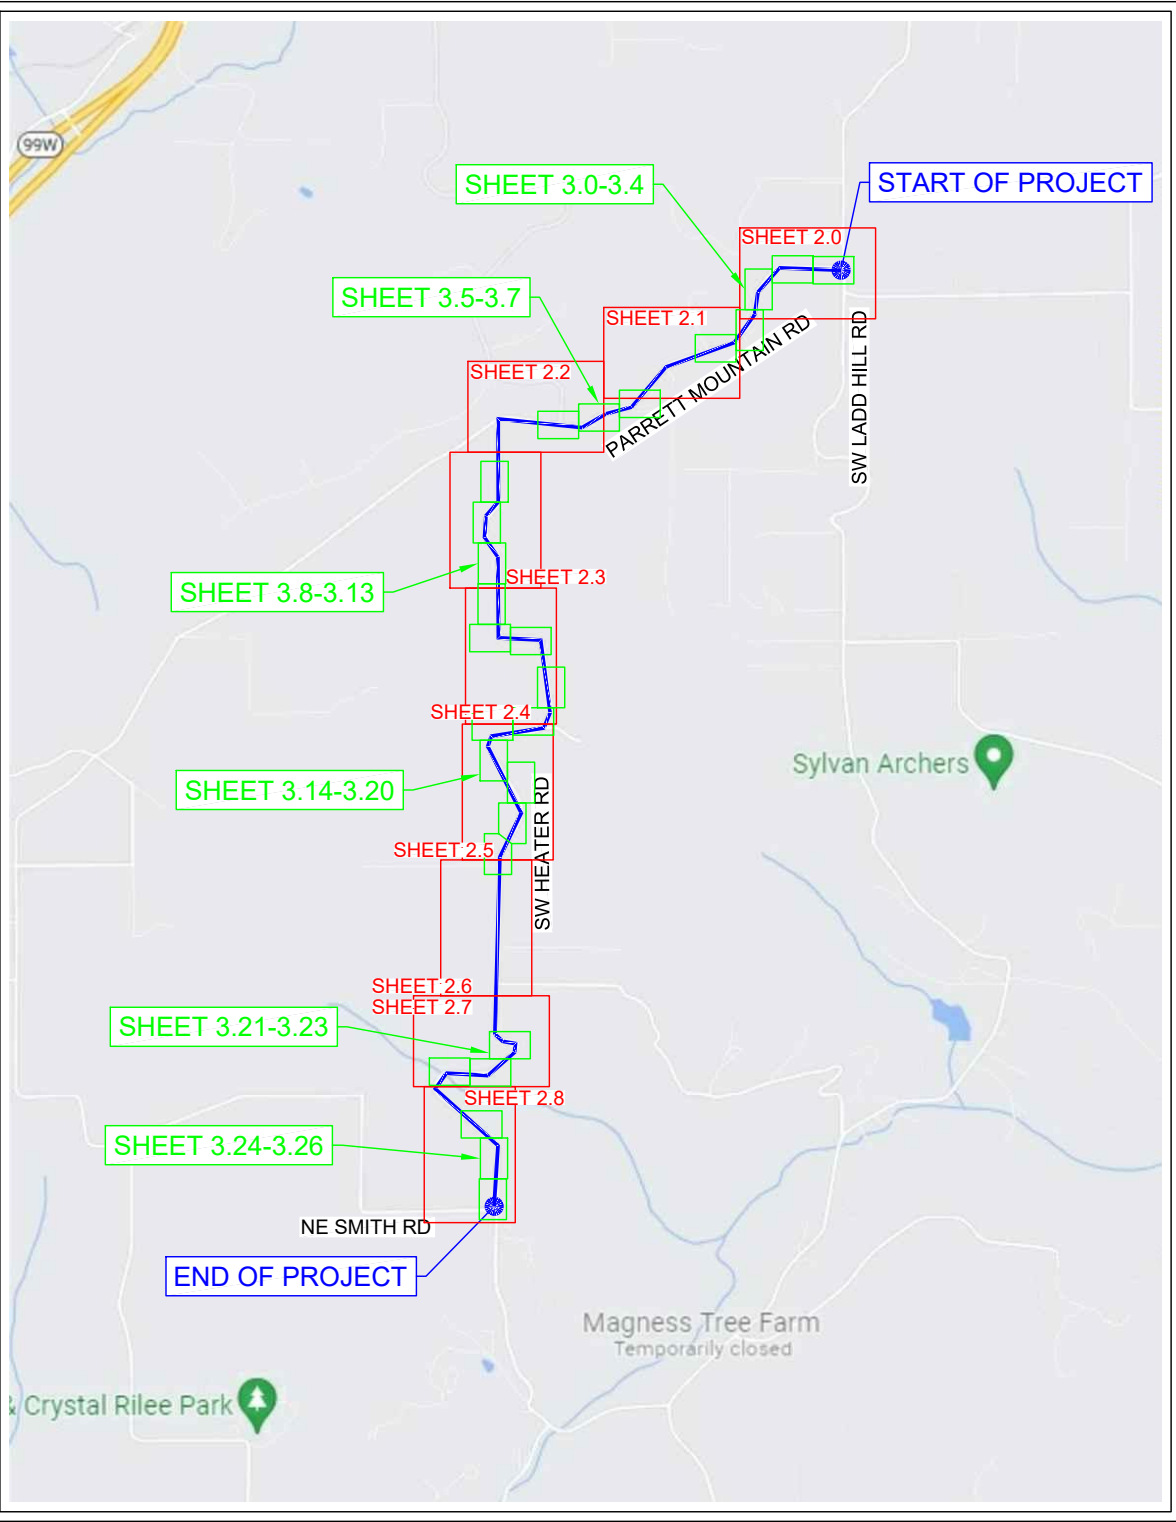 99W
SHEET 3.0-3.4
START OF PROJECT
SHEET 2.0
SHEET 3.5-3.7
SHEET 2.1
PARRETT MOUNTAIN RD
SW LADD HILL RD
SHEET 2.2
SHEET 2.3
SHEET 3.8-3.13
SHEET 2.4
Sylvan Archers
SHEET 3.14-3.20
SW HEATER RD
SHEET 2.5
SHEET 2.6
SHEET 2.7
SHEET 3.21-3.23
SHEET 2.8
SHEET 3.24-3.26
NE SMITH RD
END OF PROJECT
Magness Tree Farm
Temporarily closed
& Crystal Rilee Park